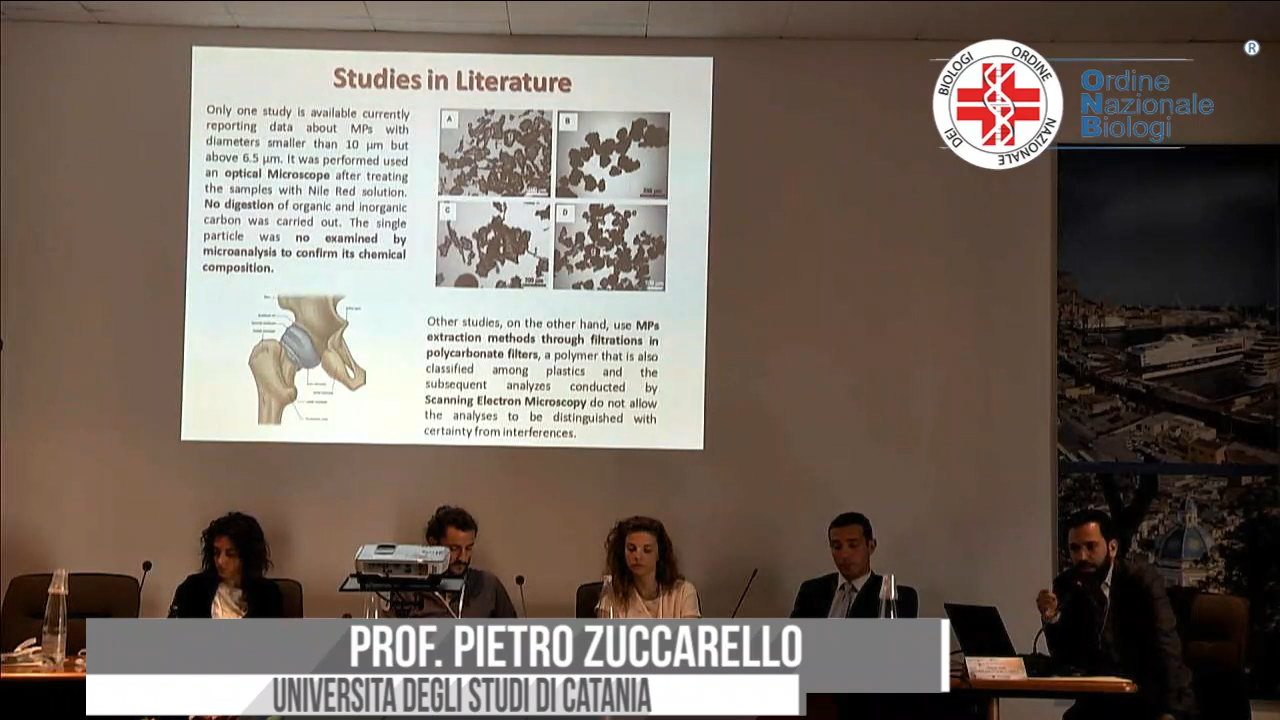 Studies in Literature
Only one study is available currently
reporting data about MPs with
diameters smaller than 10 µm but
above 6.5 µm. It was performed used
an optical Microscope after treating
the samples with Nile Red solution.
No digestion of organic and inorganic
carbon was carried out. The single
particle was no examined by
microanalysis to confirm its chemical
composition.
A
B
C
D
Other studies, on the other hand, use MPs
extraction methods through filtrations in
polycarbonate filters, a polymer that is also
classified among plastics and the
subsequent analyzes conducted by
Scanning Electron Microscopy do not allow
the analyses to be distinguished with
certainty from interferences.
ORDINE NAZIONALE DEI BIOLOGI
Ordine
Nazionale
Biologi
®
PROF. PIETRO ZUCCARELLO
UNIVERSITA DEGLI STUDI DI CATANIA